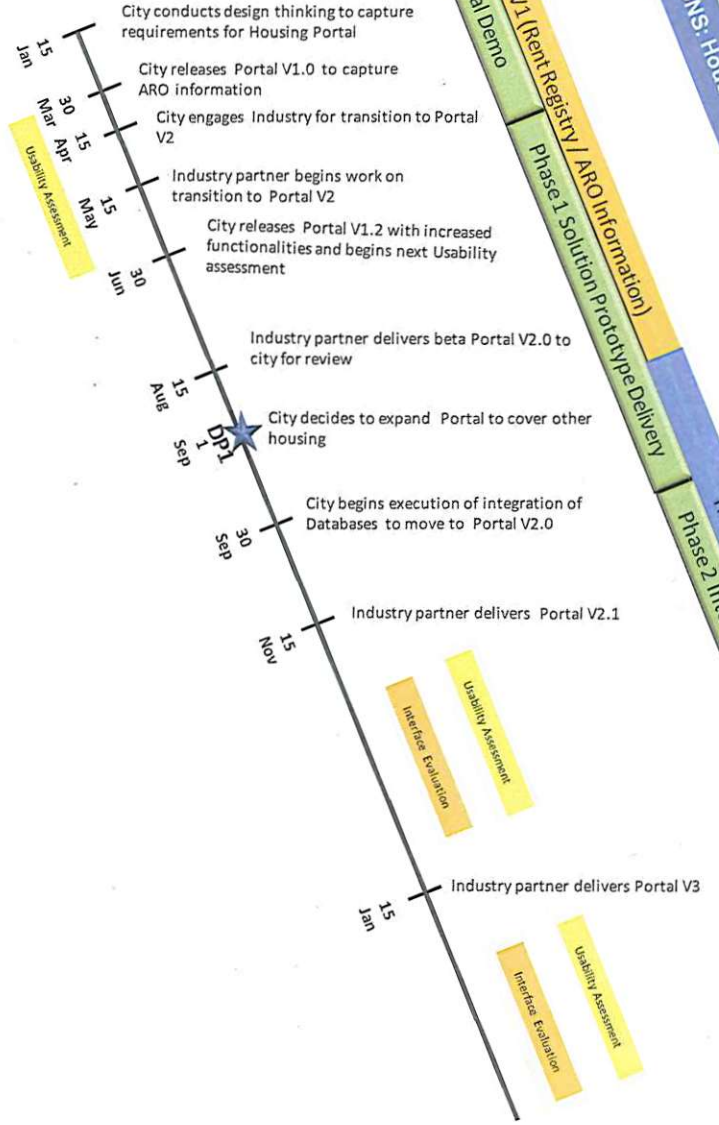 NS: Hou
V1 (Rent Registry / ARO Information)
al Demo
Phase 1 Solution Prototype Delivery
Phase 2
City conducts design thinking to capture
requirements for Housing Portal
15
Jan
City releases Portal V1.0 to capture
ARO information
30
Mar
City engages Industry for transition to Portal
V2
15
Apr
Industry partner begins work on
transition to Portal V2
15
May
Usability Assessment
City releases Portal V1.2 with increased
functionalities and begins next Usability
assessment
30
Jun
Industry partner delivers beta Portal V2.0 to
city for review
15
Aug
City decides to expand Portal to cover other
housing
DP1
1
Sep
City begins execution of integration of
Databases to move to Portal V2.0
30
Sep
Industry partner delivers Portal V2.1
15
Nov
Usability Assessment
Interface Evaluation
Industry partner delivers Portal V3
15
Jan
Usability Assessment
Interface Evaluation